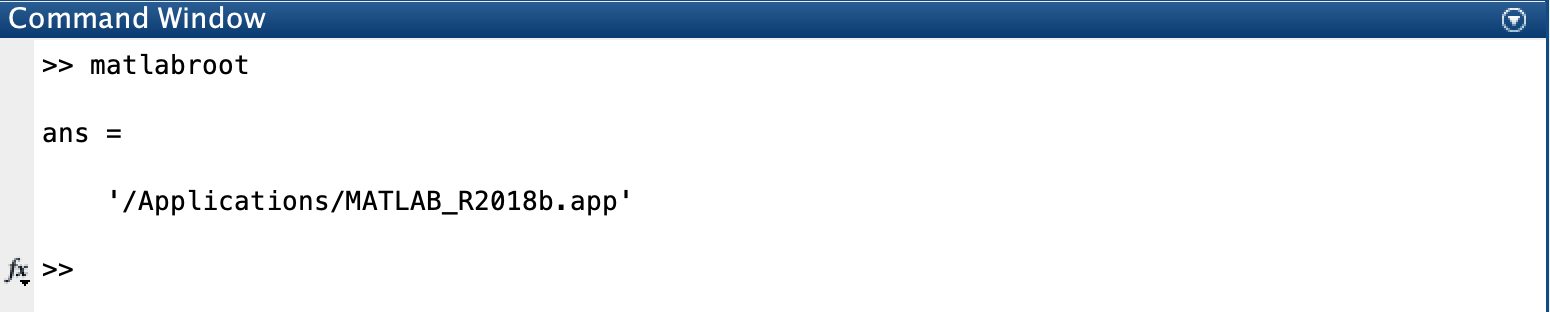 Command Window
>> matlabroot
ans =
'/Applications/MATLAB_R2018b.app'
fx >>